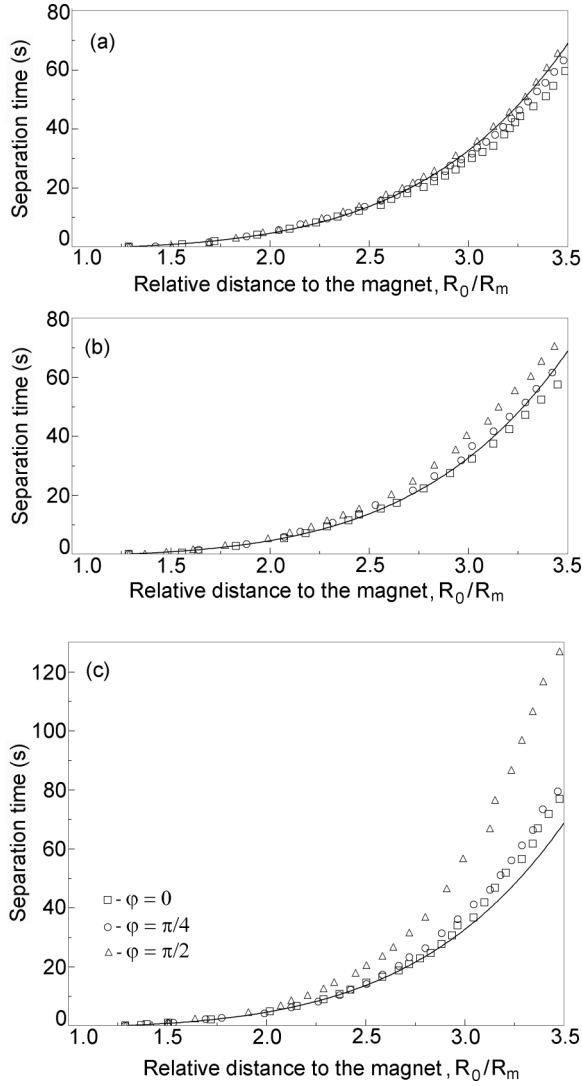 80
(a)
60
40
20
0
Separation time (s)
1.0 1.5 2.0 2.5 3.0 3.5
Relative distance to the magnet, R₀/Rₘ
80
(b)
60
40
20
0
Separation time (s)
1.0 1.5 2.0 2.5 3.0 3.5
Relative distance to the magnet, R₀/Rₘ
(c)
120
100
80
60
40
20
0
Separation time (s)
- φ = 0
- φ = π/4
- φ = π/2
1.0 1.5 2.0 2.5 3.0 3.5
Relative distance to the magnet, R₀/Rₘ